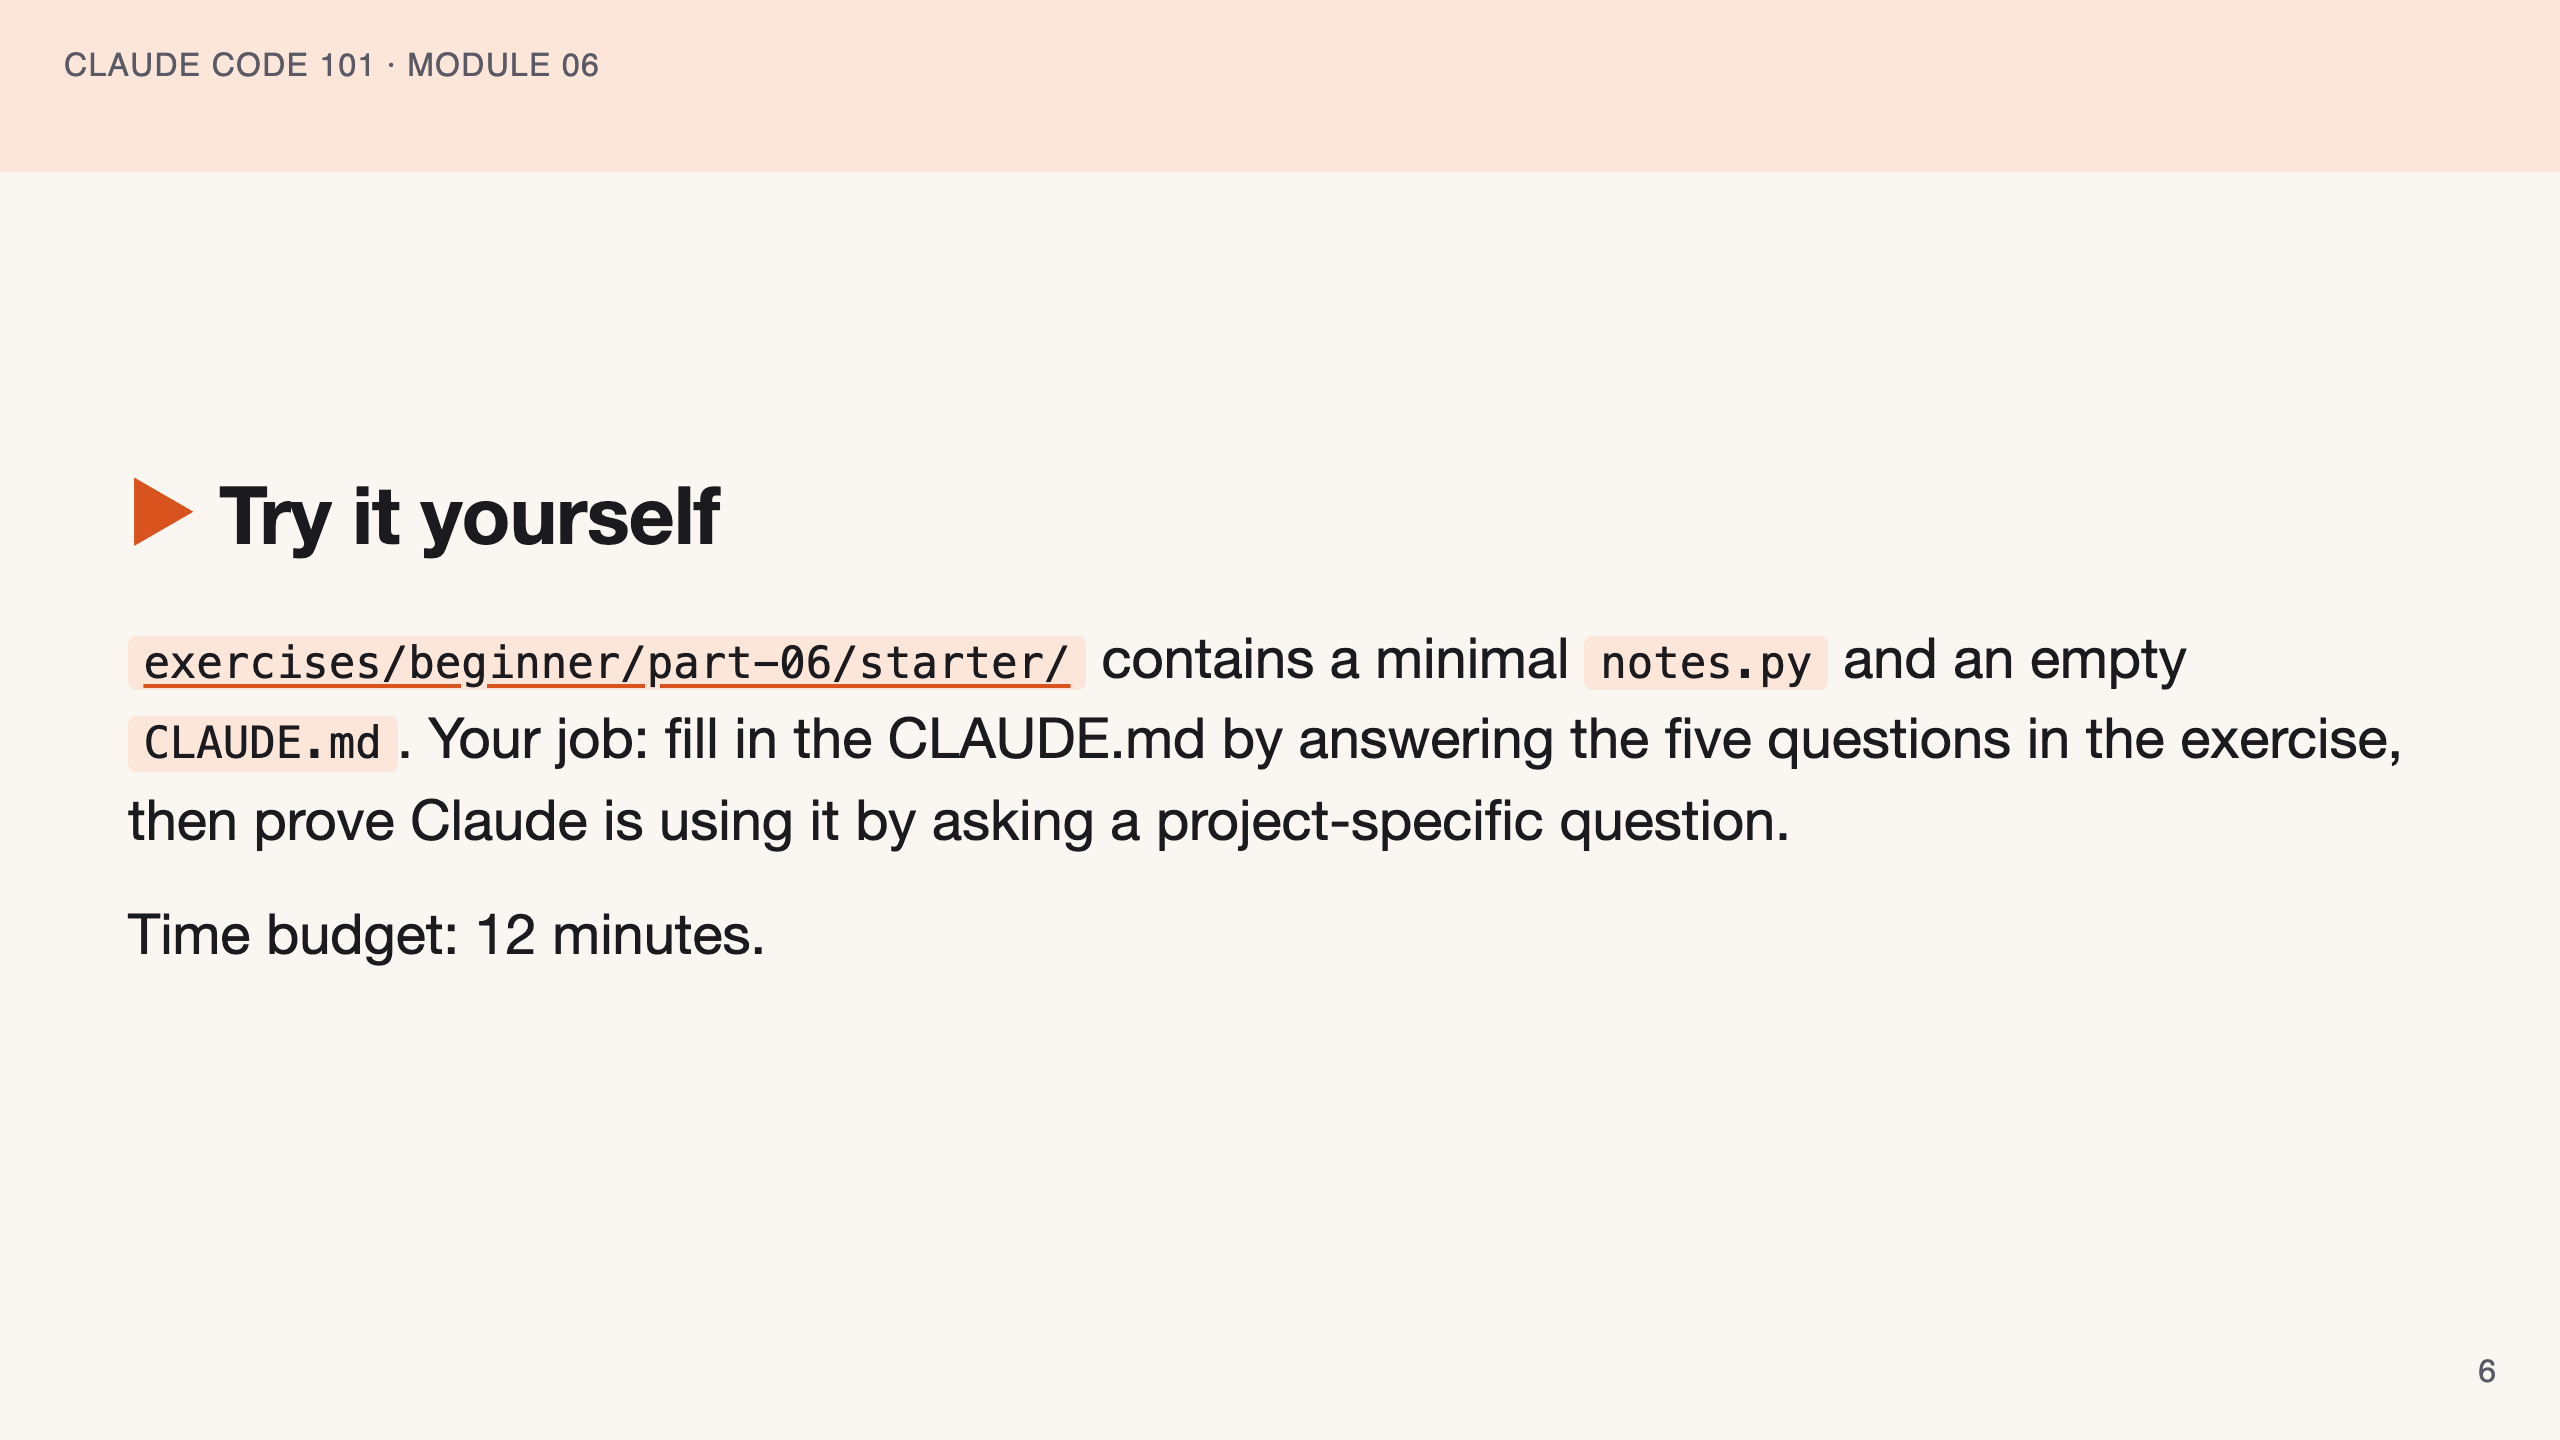 CLAUDE CODE 101 · MODULE 06
▶ Try it yourself
exercises/beginner/part-06/starter/ contains a minimal notes.py and an empty
CLAUDE.md. Your job: fill in the CLAUDE.md by answering the five questions in the exercise,
then prove Claude is using it by asking a project-specific question.
Time budget: 12 minutes.
6